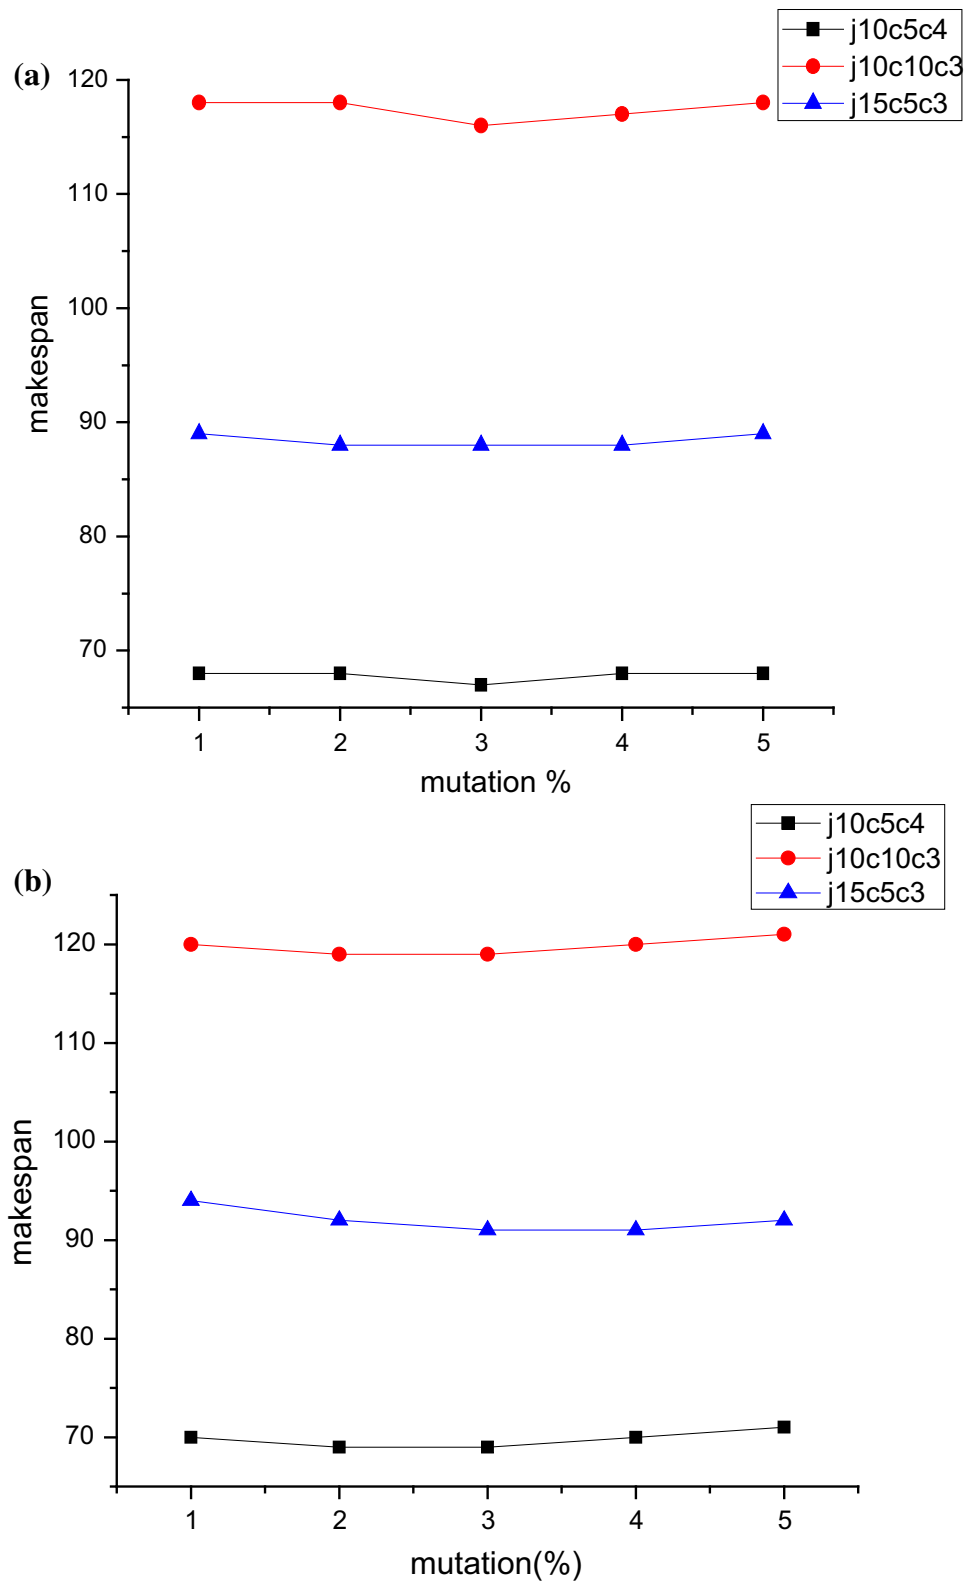 j10c5c4
j10c10c3
j15c5c3
(a)
120
110
100
90
80
70
makespan
1 2 3 4 5
mutation %
j10c5c4
j10c10c3
j15c5c3
(b)
120
110
100
90
80
70
makespan
1 2 3 4 5
mutation(%)